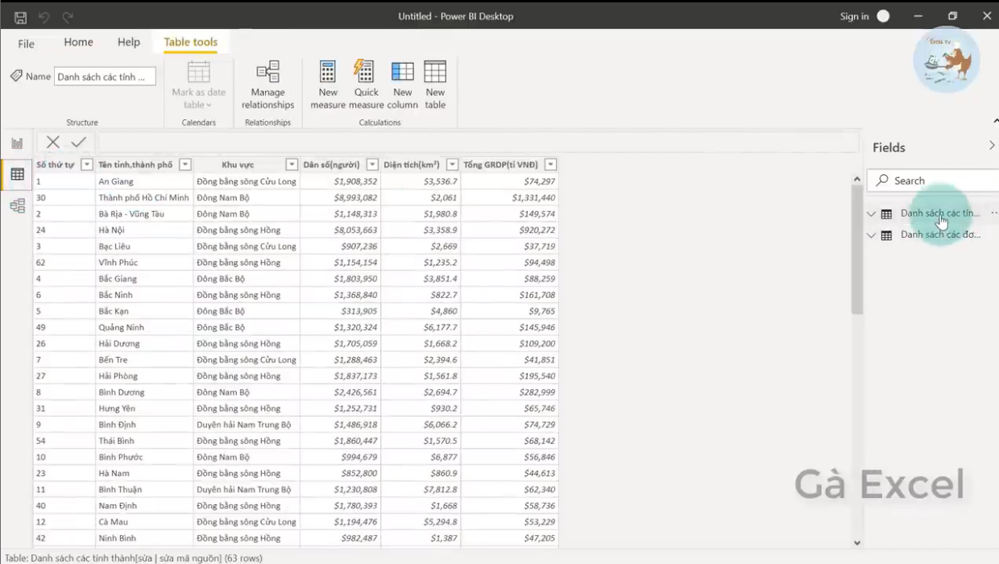 Untitled - Power BI Desktop
Sign in
File Home Help Table tools
Name Danh sách các tỉnh ...
Mark as date table
Manage relationships
New measure
Quick measure
New column
New table
Structure Calendars Relationships Calculations
Fields
Search
Danh sách các tỉn... ...
Danh sách các đơ...
Số thứ tự Tên tỉnh,thành phố Khu vực Dân số(người) Diện tích(km²) Tổng GRDP(tỉ VNĐ)
1 An Giang Đồng bằng sông Cửu Long $1,908,352 $3,536.7 $74,297
30 Thành phố Hồ Chí Minh Đông Nam Bộ $8,993,082 $2,061 $1,331,440
2 Bà Rịa - Vũng Tàu Đông Nam Bộ $1,148,313 $1,980.8 $149,574
24 Hà Nội Đồng bằng sông Hồng $8,053,663 $3,358.9 $920,272
3 Bạc Liêu Đồng bằng sông Cửu Long $907,236 $2,669 $37,719
62 Vĩnh Phúc Đồng bằng sông Hồng $1,154,154 $1,235.2 $94,498
4 Bắc Giang Đông Bắc Bộ $1,803,950 $3,851.4 $88,259
6 Bắc Ninh Đồng bằng sông Hồng $1,368,840 $822.7 $161,708
5 Bắc Kạn Đông Bắc Bộ $313,905 $4,860 $9,765
49 Quảng Ninh Đông Bắc Bộ $1,320,324 $6,177.7 $145,946
26 Hải Dương Đồng bằng sông Hồng $1,705,059 $1,668.2 $109,200
7 Bến Tre Đồng bằng sông Cửu Long $1,288,463 $2,394.6 $41,851
27 Hải Phòng Đồng bằng sông Hồng $1,837,173 $1,561.8 $195,540
8 Bình Dương Đông Nam Bộ $2,426,561 $2,694.7 $282,999
31 Hưng Yên Đồng bằng sông Hồng $1,252,731 $930.2 $65,746
9 Bình Định Duyên hải Nam Trung Bộ $1,486,918 $6,066.2 $74,729
54 Thái Bình Đồng bằng sông Hồng $1,860,447 $1,570.5 $68,142
10 Bình Phước Đông Nam Bộ $994,679 $6,877 $56,846
23 Hà Nam Đồng bằng sông Hồng $852,800 $860.9 $44,613
11 Bình Thuận Duyên hải Nam Trung Bộ $1,230,808 $7,812.8 $62,340
40 Nam Định Đồng bằng sông Hồng $1,780,393 $1,668 $58,736
12 Cà Mau Đồng bằng sông Cửu Long $1,194,476 $5,294.8 $53,229
42 Ninh Bình Đồng bằng sông Hồng $982,487 $1,387 $47,205
Gà Excel
Table: Danh sách các tỉnh thành[sửa | sửa mã nguồn] (63 rows)